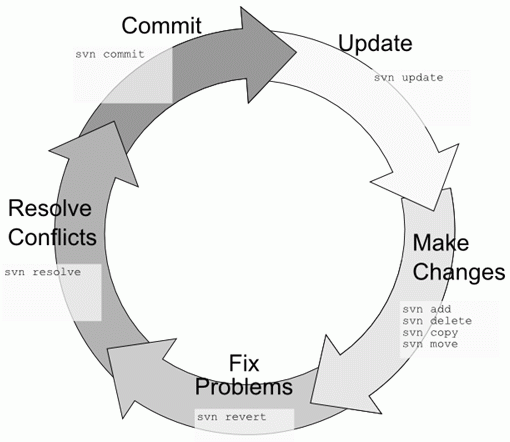 Commit
svn commit
Update
svn update
Make
Changes
svn add
svn delete
svn copy
svn move
Fix
Problems
svn revert
Resolve
Conflicts
svn resolve